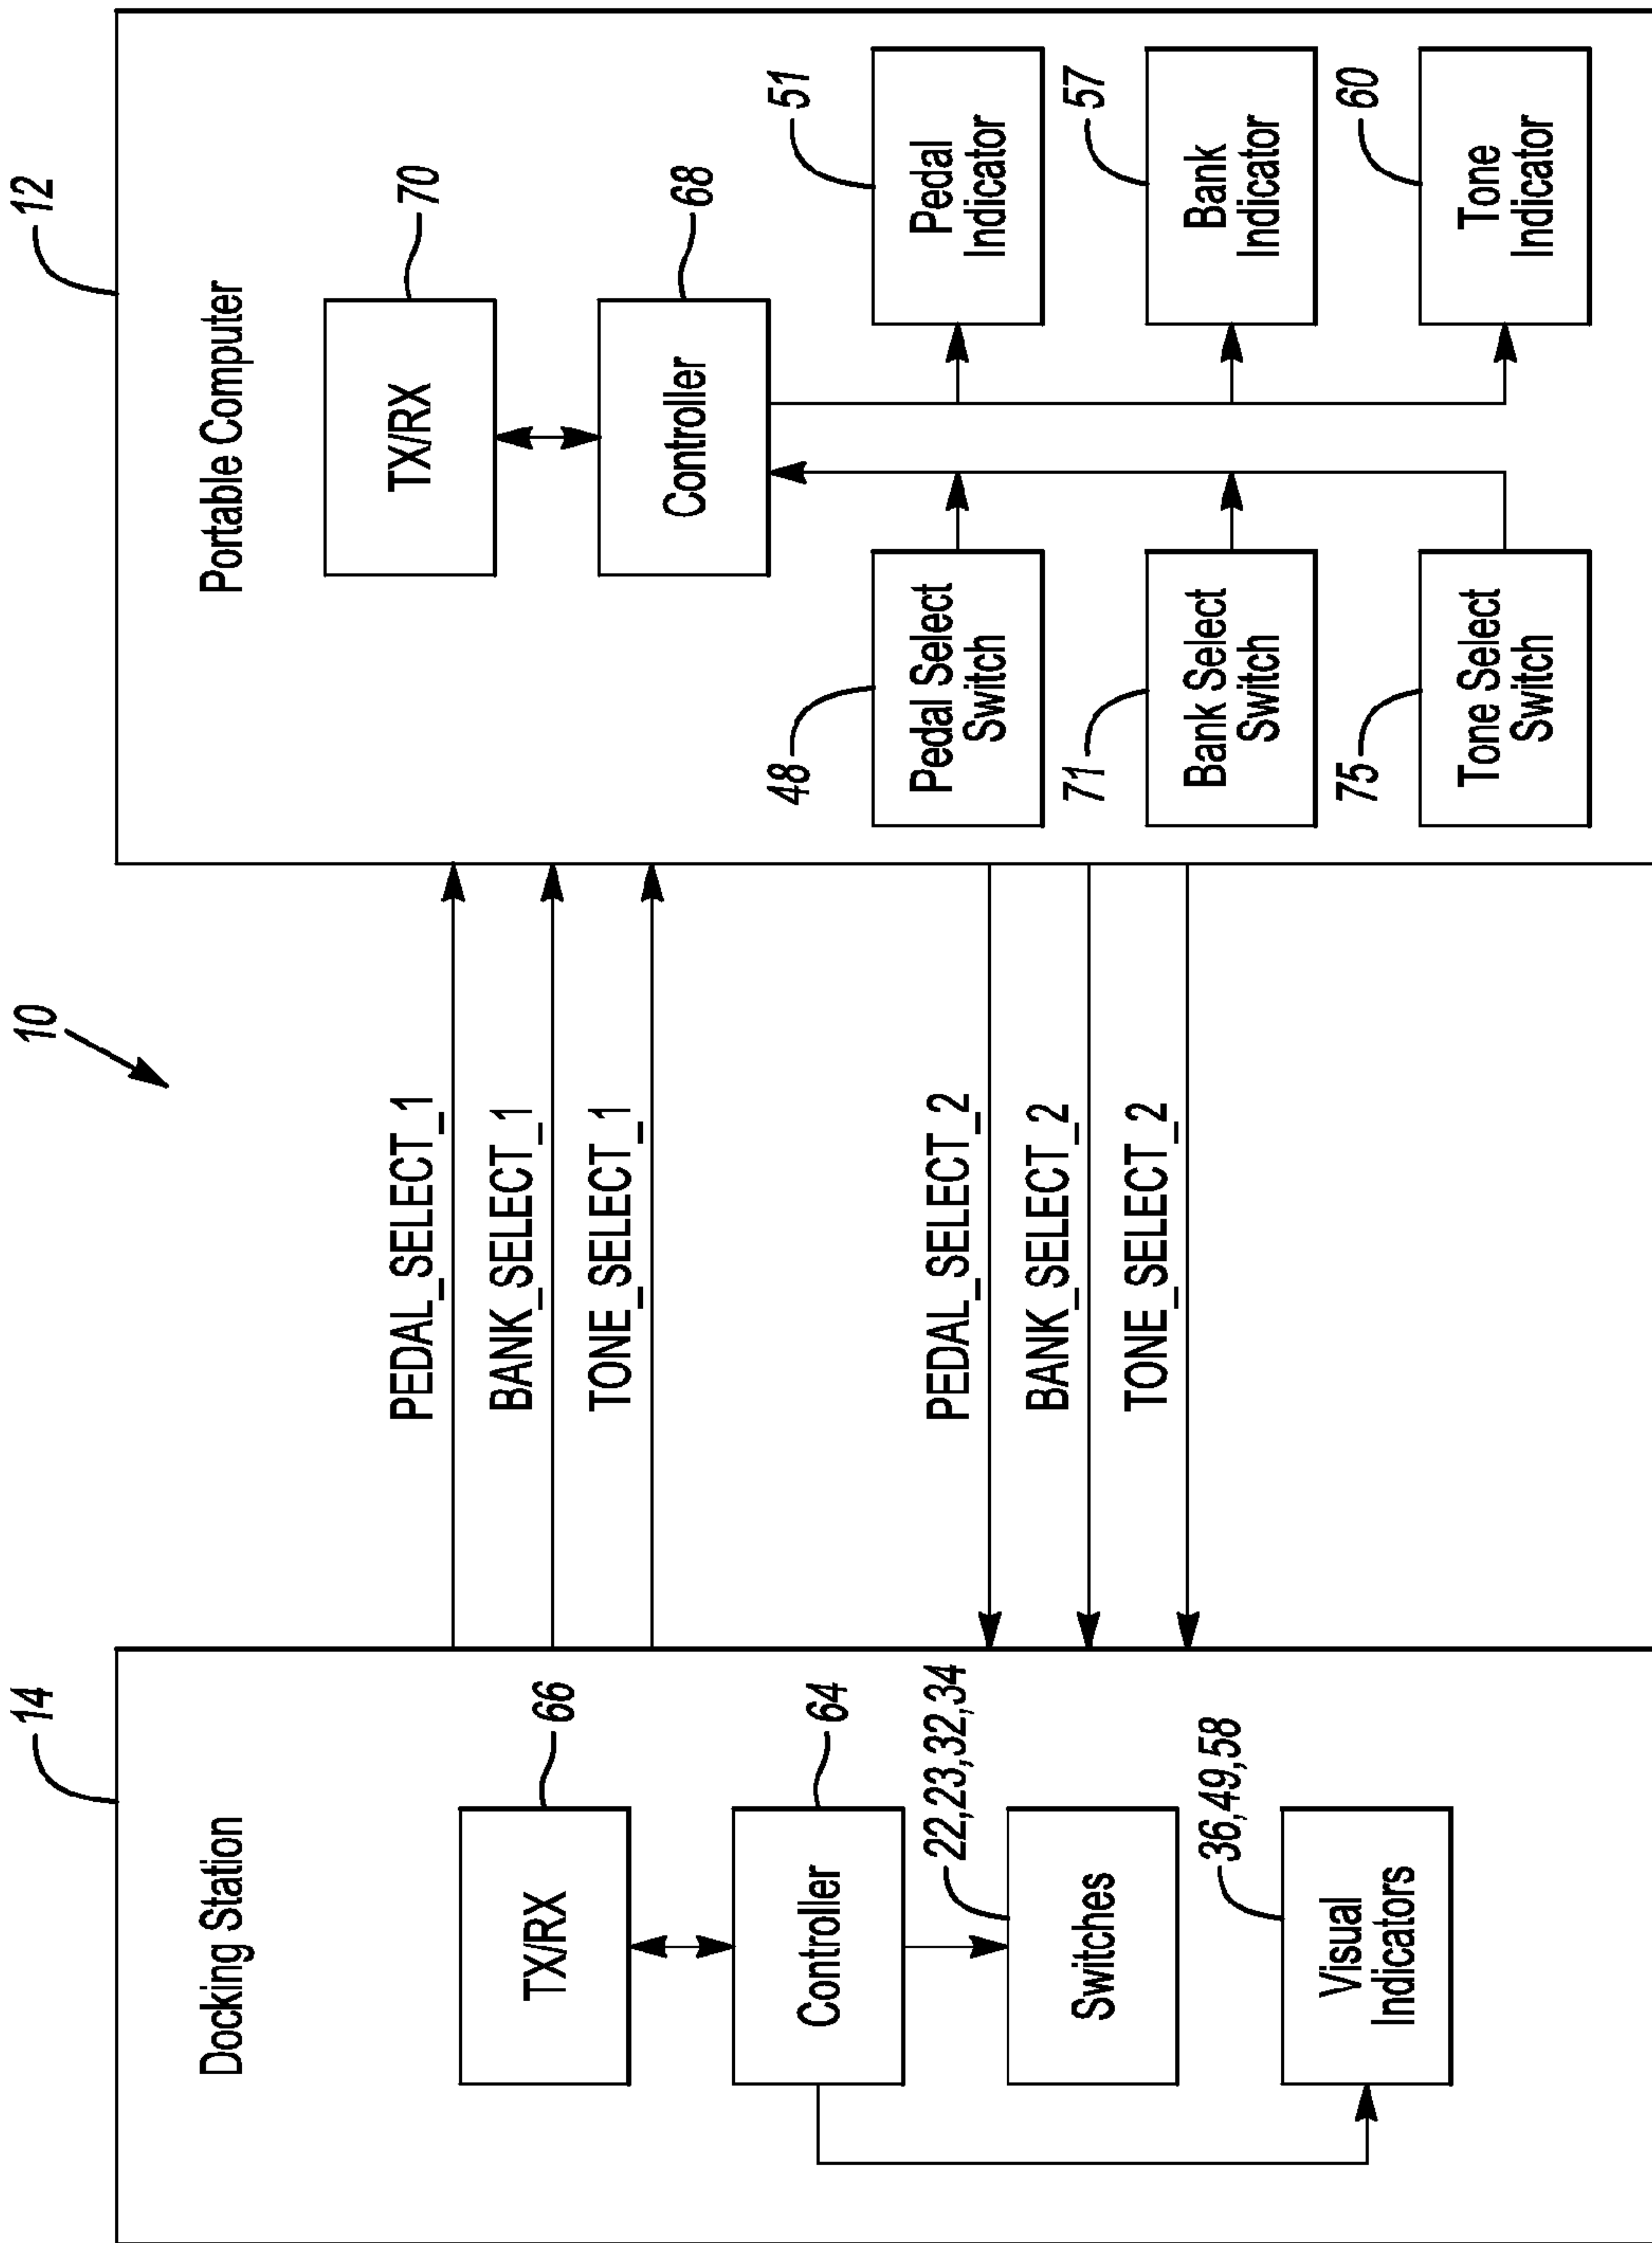 10
14
Docking Station
66
TX/RX
64
Controller
22,23,32,34
Switches
36,49,58
Visual
Indicators
PEDAL_SELECT_1
BANK_SELECT_1
TONE_SELECT_1
PEDAL_SELECT_2
BANK_SELECT_2
TONE_SELECT_2
12
Portable Computer
70
TX/RX
68
Controller
48
Pedal Select
Switch
51
Pedal
Indicator
71
Bank Select
Switch
57
Bank
Indicator
75
Tone Select
Switch
60
Tone
Indicator